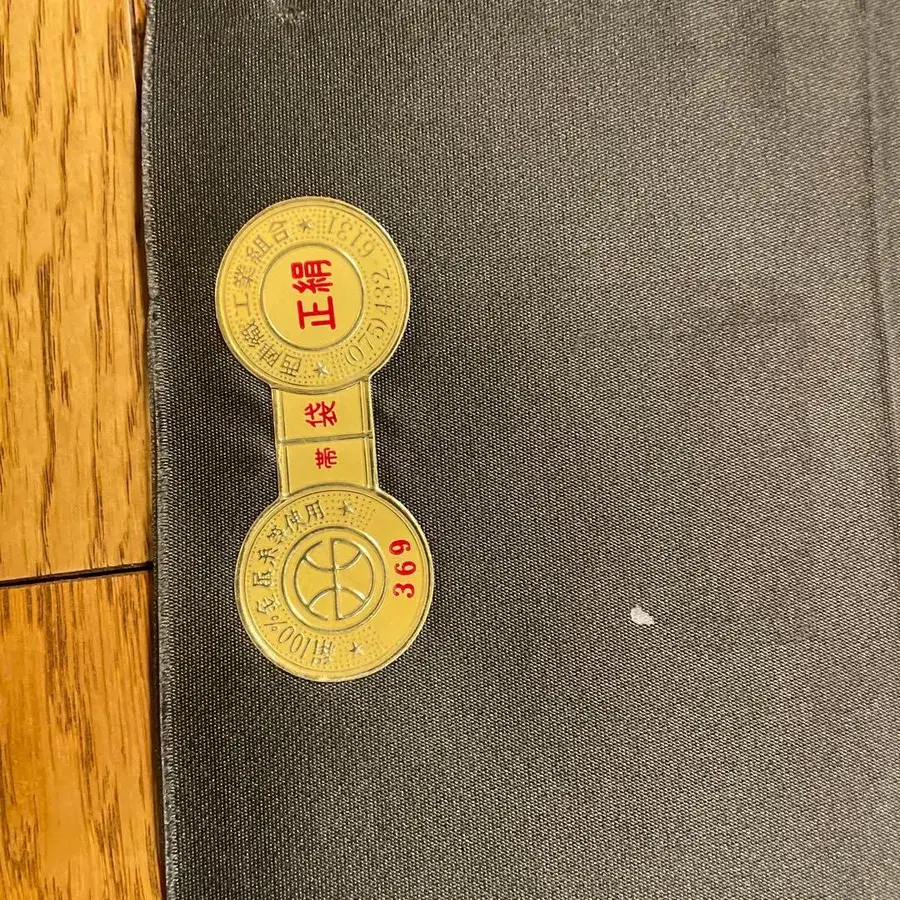 正絹
西陣織工業組合
(075)432 6131
袋帯
絹100%金属糸等使用
369